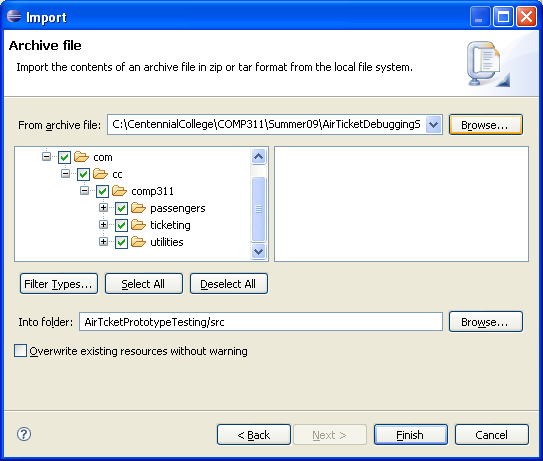 Import
Archive file
Import the contents of an archive file in zip or tar format from the local file system.
From archive file: C:\CentennialCollege\COMP311\Summer09\AirTicketDebuggingS Browse...
com
cc
comp311
passengers
ticketing
utilities
Filter Types... Select All Deselect All
Into folder: AirTcketPrototypeTesting/src Browse...
Overwrite existing resources without warning
? < Back Next > Finish Cancel